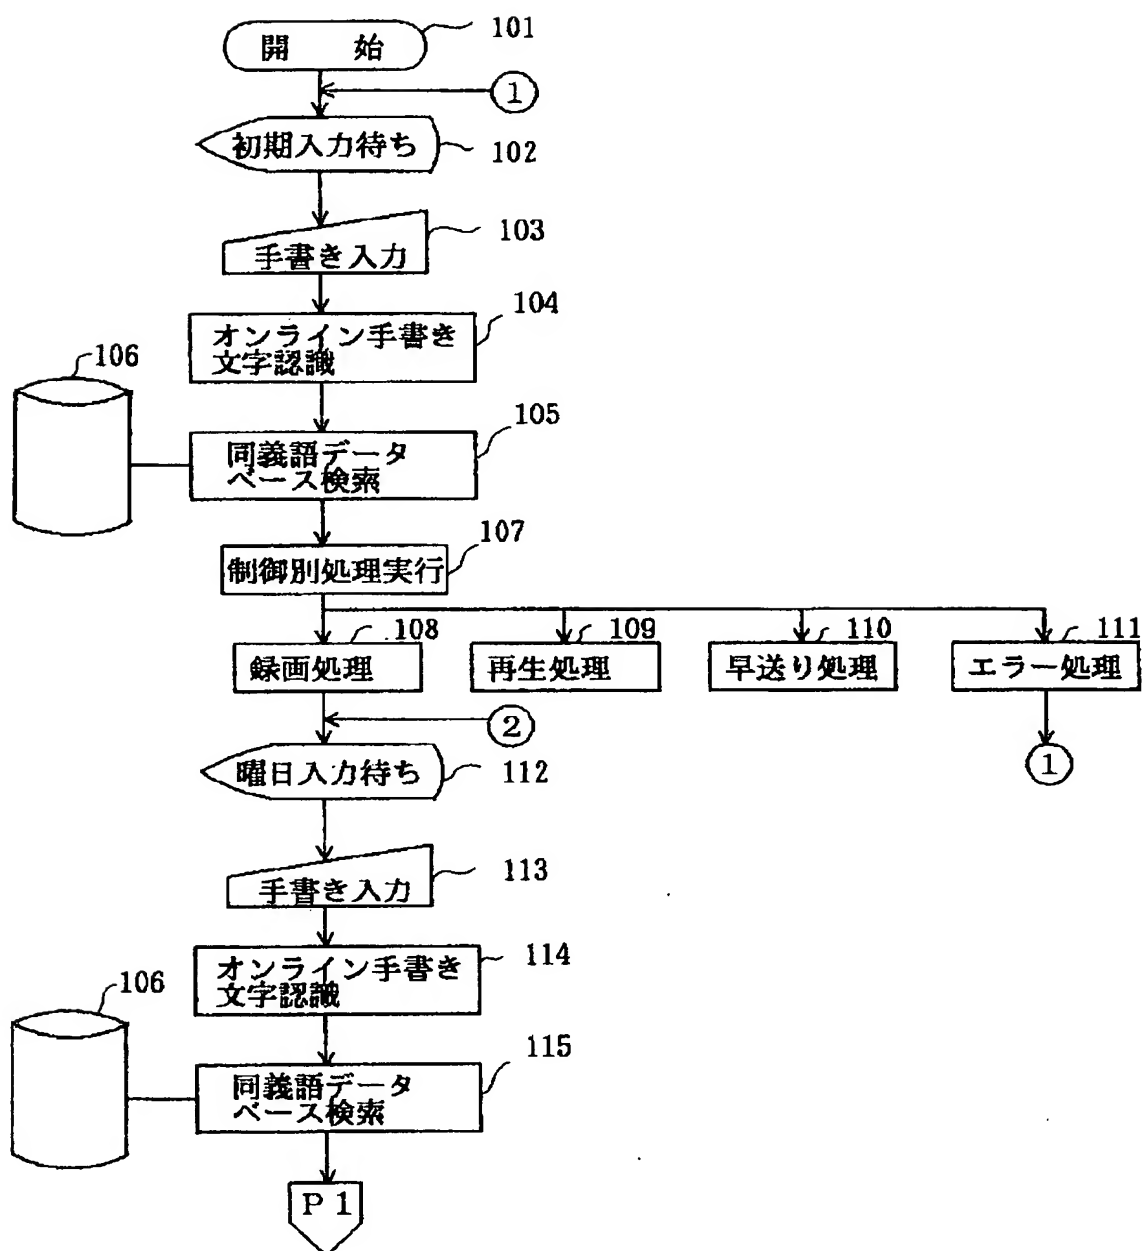 開 始
101
①
初期入力待ち
102
手書き入力
103
オンライン手書き
文字認識
104
106
同義語データ
ベース検索
105
制御別処理実行
107
108
109
110
111
録画処理
再生処理
早送り処理
エラー処理
②
①
曜日入力待ち
112
手書き入力
113
オンライン手書き
文字認識
114
106
同義語データ
ベース検索
115
P1